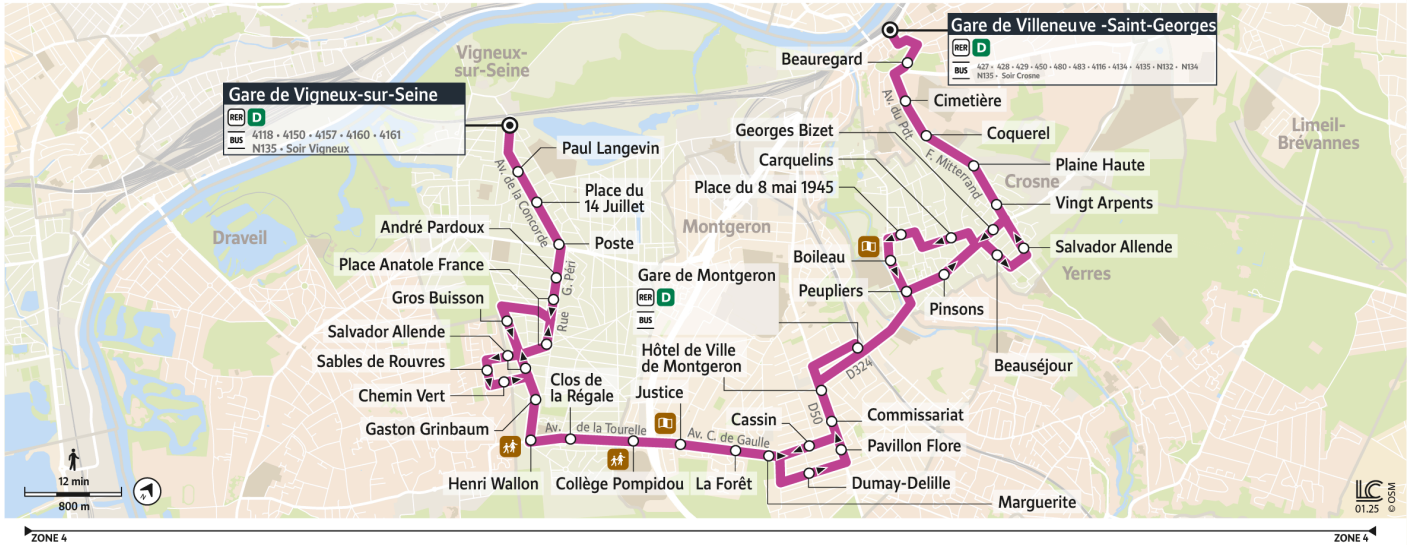 Gare de Villeneuve -Saint-Georges
RER D
BUS 427 • 428 • 429 • 450 • 480 • 483 • 4116 • 4134 • 4135 • N132 • N134
N135 • Soir Crosne
Vigneux-
sur-Seine
Beauregard
Gare de Vigneux-sur-Seine
RER D
BUS 4118 • 4150 • 4157 • 4160 • 4161
N135 • Soir Vigneux
Cimetière
Av. du Pdt
F. Mitterrand
Georges Bizet
Coquerel
Limeil-
Brévannes
Paul Langevin
Av. de la Concorde
Carquelins
Plaine Haute
Crosne
Place du 8 mai 1945
Place du
14 Juillet
Vingt Arpents
André Pardoux
Montgeron
Draveil
Poste
Salvador Allende
Boileau
Place Anatole France
Gare de Montgeron
RER D
BUS
Yerres
Rue G. Péri
Peupliers
Gros Buisson
Pinsons
Salvador Allende
Hôtel de Ville
de Montgeron
D324
Sables de Rouvres
Beauséjour
Chemin Vert
Clos de
la Régale
Justice
D50
Gaston Grinbaum
Cassin
Commissariat
Av. de la Tourelle
Av. C. de Gaulle
Pavillon Flore
Henri Wallon
Collège Pompidou
La Forêt
Dumay-Delille
Marguerite
12 min
800 m
N
LC
01.25
© OSM
ZONE 4
ZONE 4